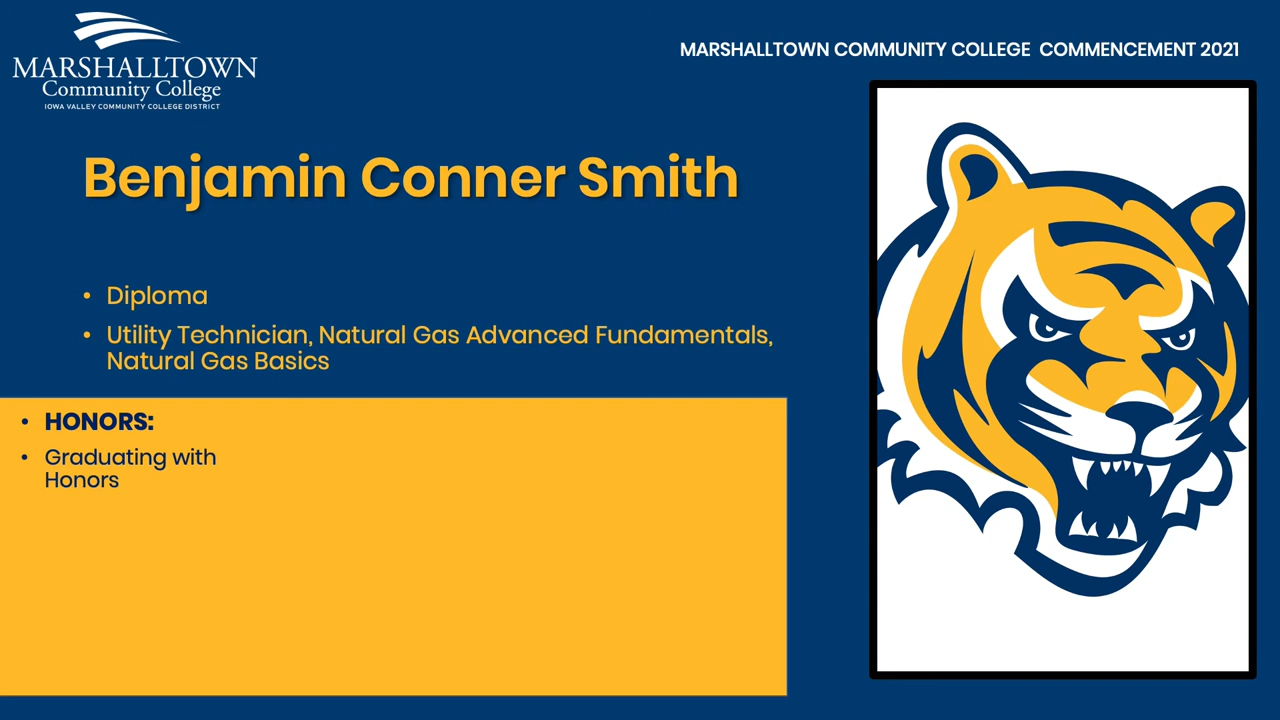 MARSHALLTOWN
Community College
IOWA VALLEY COMMUNITY COLLEGE DISTRICT
MARSHALLTOWN COMMUNITY COLLEGE  COMMENCEMENT 2021
Benjamin Conner Smith
• Diploma
• Utility Technician, Natural Gas Advanced Fundamentals,
Natural Gas Basics
• HONORS:
• Graduating with
Honors